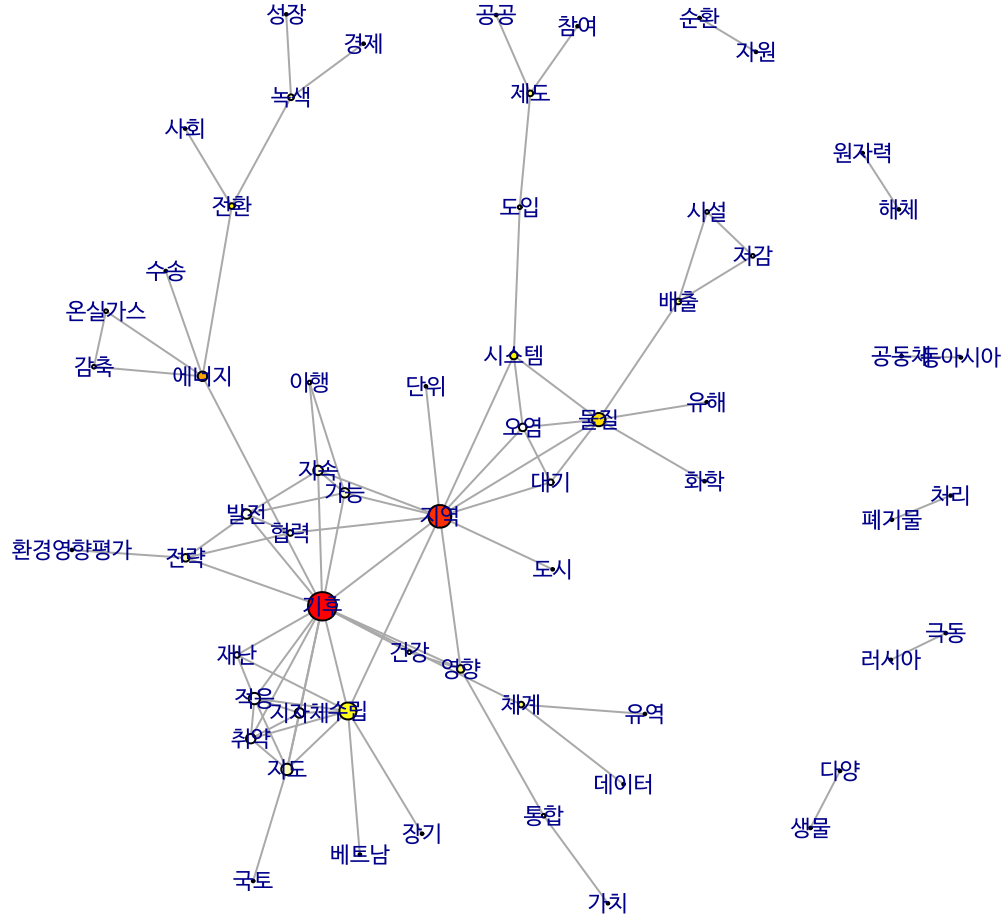 성장
공공
참여
순환
경제
자원
녹색
제도
사회
원자력
전환
도입
시설
해체
저감
수송
온실가스
배출
감축
에너지
시스템
공동체
동아시아
이행
단위
유해
오염
물질
지속
가능
대기
화학
처리
발전
협력
지역
폐기물
환경영향평가
전략
도시
기후
극동
재난
건강
영향
러시아
적응
지자체
수립
체계
유역
취약
지도
다양
데이터
통합
생물
장기
베트남
국토
가치